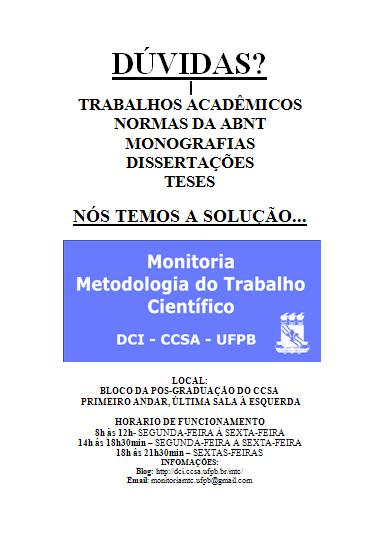 DÚVIDAS?
TRABALHOS ACADÊMICOS
NORMAS DA ABNT
MONOGRAFIAS
DISSERTAÇÕES
TESES
NÓS TEMOS A SOLUÇÃO...
Monitoria
Metodologia do Trabalho
Científico
DCI - CCSA - UFPB
LOCAL:
BLOCO DA PÓS-GRADUAÇÃO DO CCSA
PRIMEIRO ANDAR, ÚLTIMA SALA À ESQUERDA
HORARIO DE FUNCIONAMENTO
8h às 12h- SEGUNDA-FEIRA À SEXTA-FEIRA
14h ás 18h30min – SEGUNDA-FEIRA A SEXTA-FEIRA
18h ás 21h30min – SEXTAS-FEIRAS
INFOMAÇÕES:
Blog: http://dci.ccsa.ufpb.br/mtc/
Email: monitoriamtc.ufpb@gmail.com